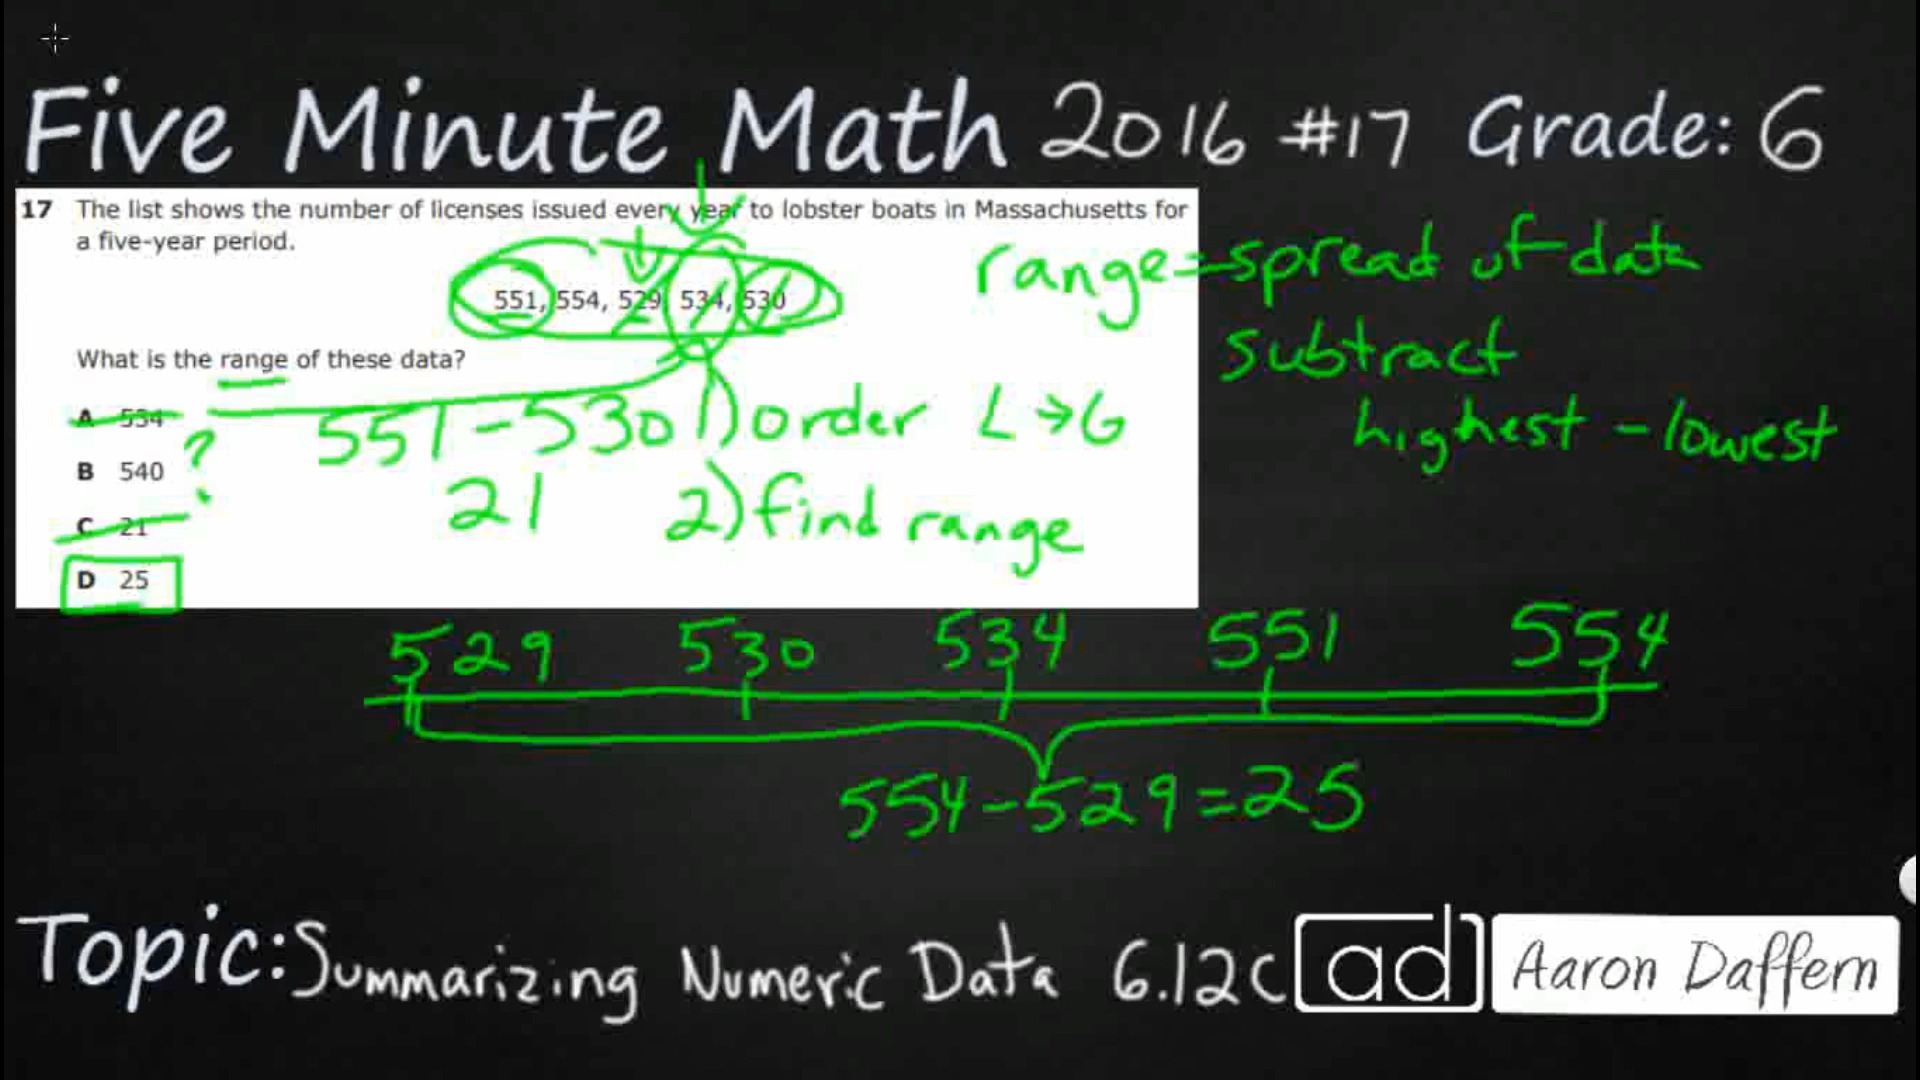 Five Minute Math 2016 #17 Grade: 6
17 The list shows the number of licenses issued every year to lobster boats in Massachusetts for
a five-year period.
551, 554, 529, 534, 530
What is the range of these data?
A 534
B 540
C 21
D 25
?
551-530
21
1) order L→G
2) find range
range = spread of data
subtract
highest - lowest
529 530 534 551 554
554-529=25
Topic: Summarizing Numeric Data 6.12C
ad
Aaron Daffern